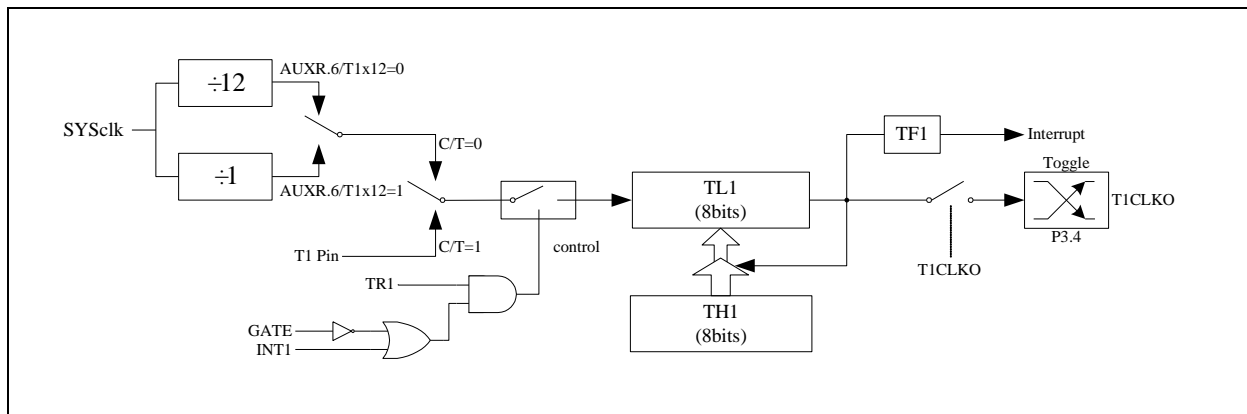 ÷12
AUXR.6/T1x12=0
SYSclk
÷1
AUXR.6/T1x12=1
C/T=0
C/T=1
T1 Pin
control
TR1
GATE
INT1
TL1
(8bits)
TH1
(8bits)
TF1
Interrupt
Toggle
T1CLKO
P3.4
T1CLKO